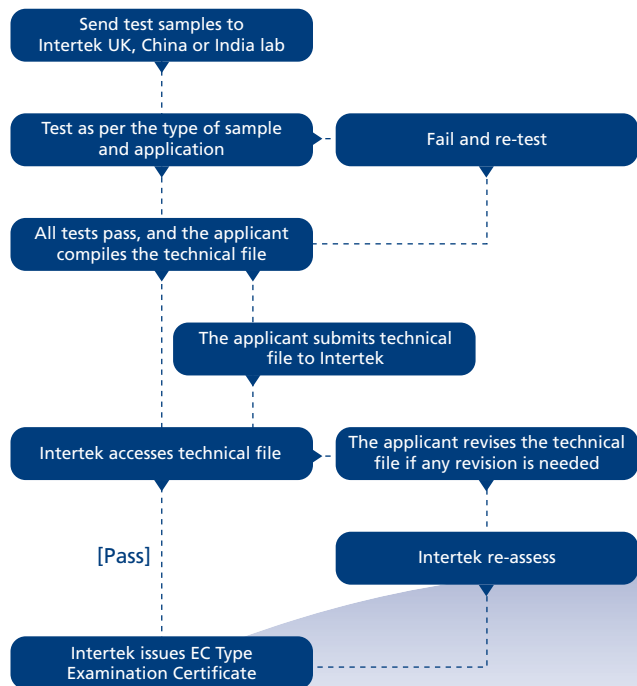 Send test samples to
Intertek UK, China or India lab
Test as per the type of sample
and application
Fail and re-test
All tests pass, and the applicant
compiles the technical file
The applicant submits technical
file to Intertek
Intertek accesses technical file
The applicant revises the technical
file if any revision is needed
[Pass]
Intertek re-assess
Intertek issues EC Type
Examination Certificate